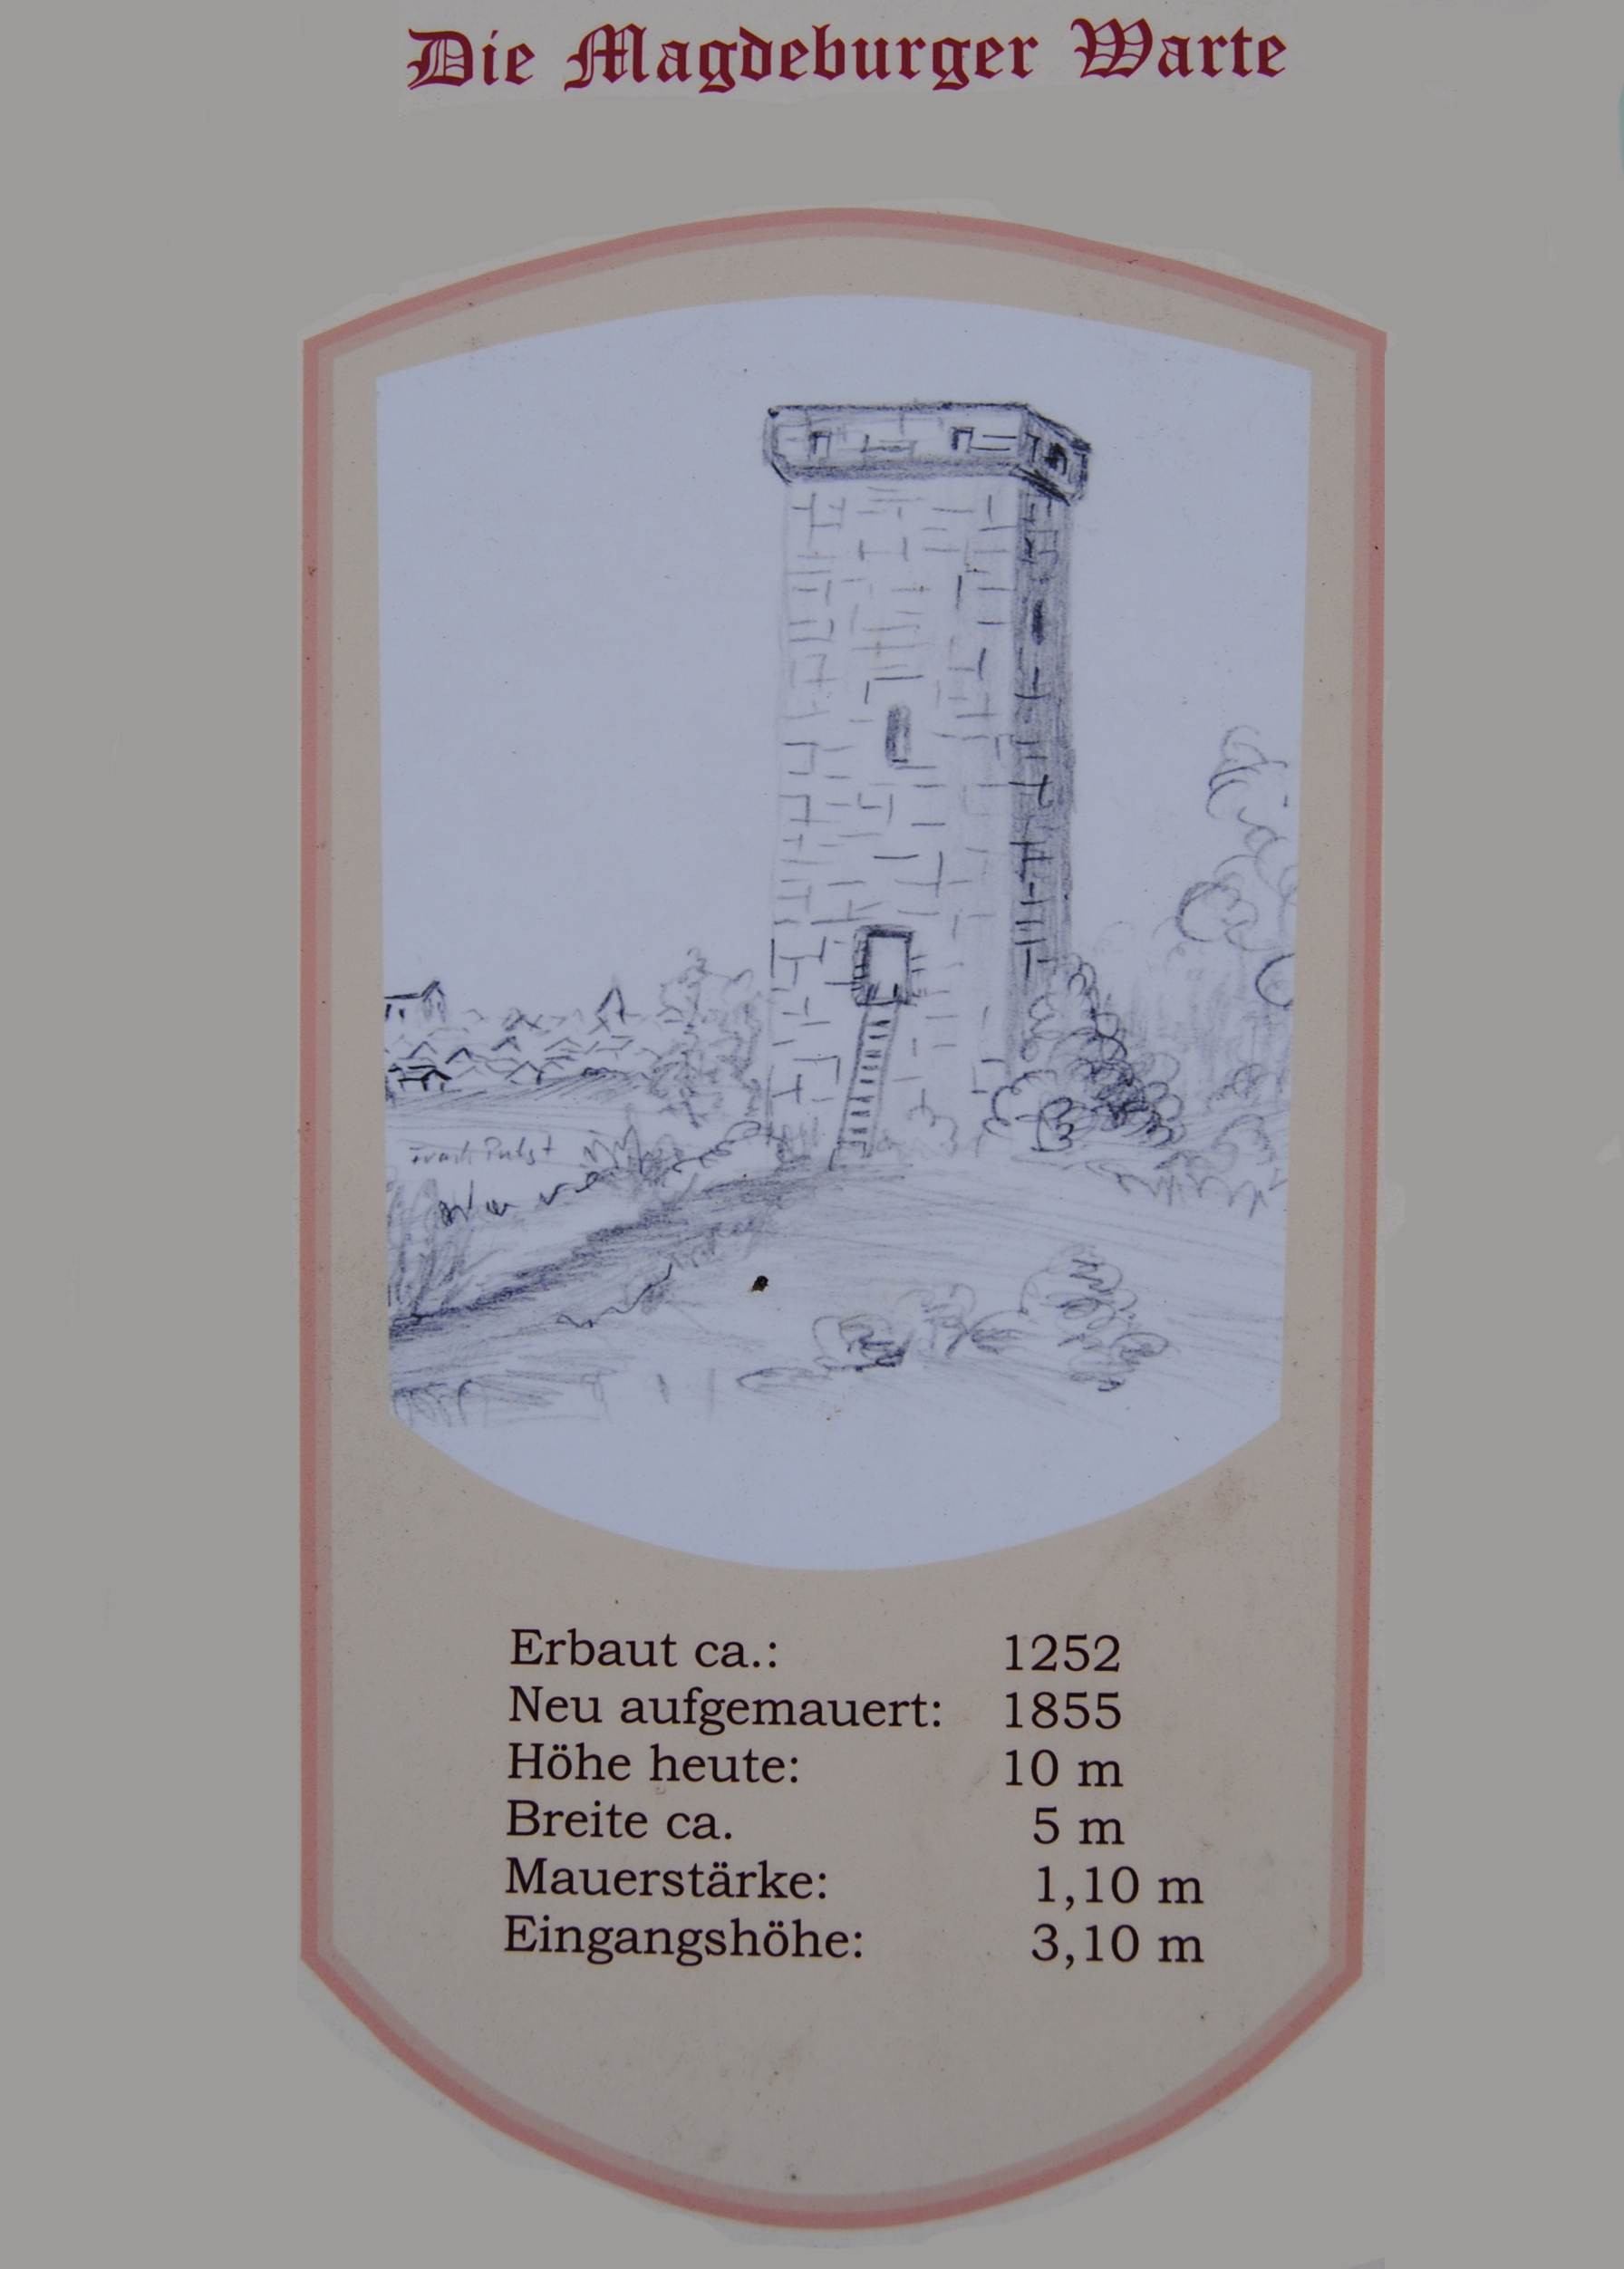 Die Magdeburger Warte
Erbaut ca.: 1252
Neu aufgemauert: 1855
Höhe heute: 10 m
Breite ca. 5 m
Mauerstärke: 1,10 m
Eingangshöhe: 3,10 m